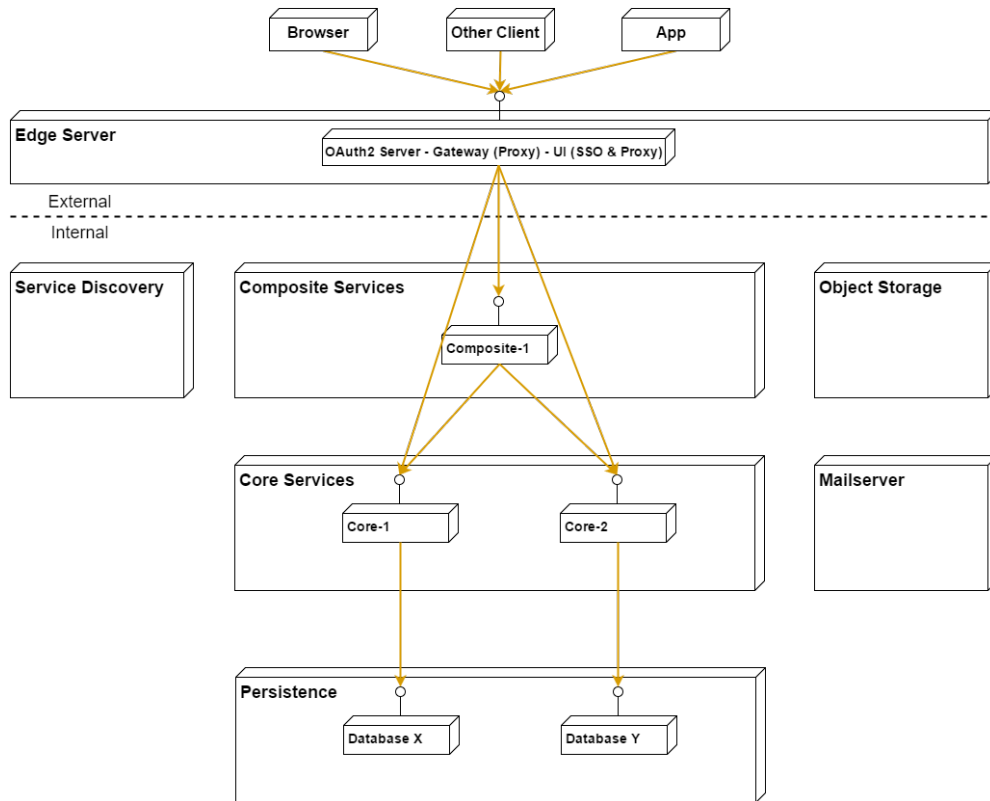 Browser
Other Client
App
Edge Server
OAuth2 Server - Gateway (Proxy) - UI (SSO & Proxy)
External
Internal
Service Discovery
Composite Services
Object Storage
Composite-1
Core Services
Mailserver
Core-1
Core-2
Persistence
Database X
Database Y